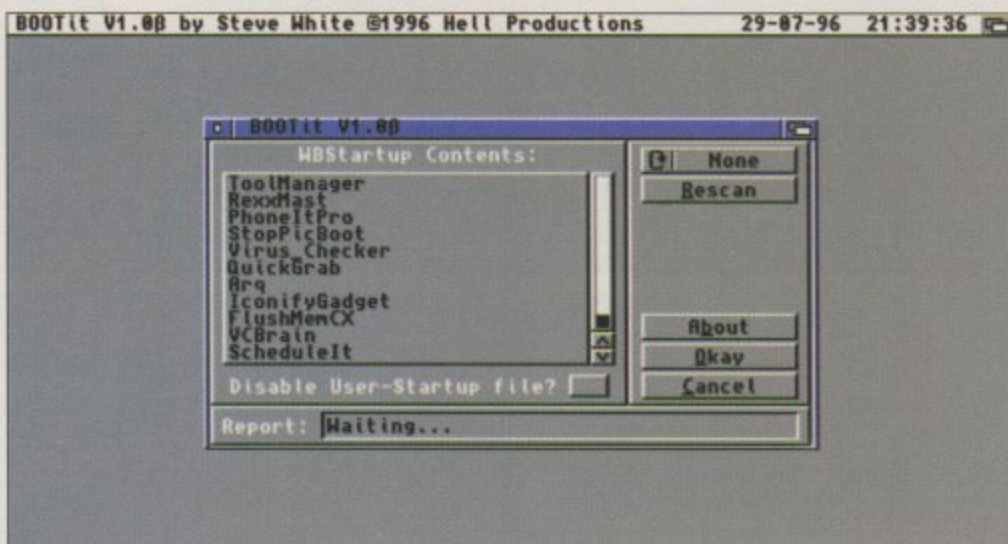 BOOTit V1.0β by Steve White ©1996 Hell Productions 29-07-96 21:39:36
BOOTit V1.0β
WBStartup Contents:
ToolManager
RexxMast
PhoneItPro
StopPicBoot
Virus_Checker
QuickGrab
Arq
IconifyGadget
FlushMemCX
VCBrain
ScheduleIt
None
Rescan
About
Okay
Cancel
Disable User-Startup file?
Report: Waiting...